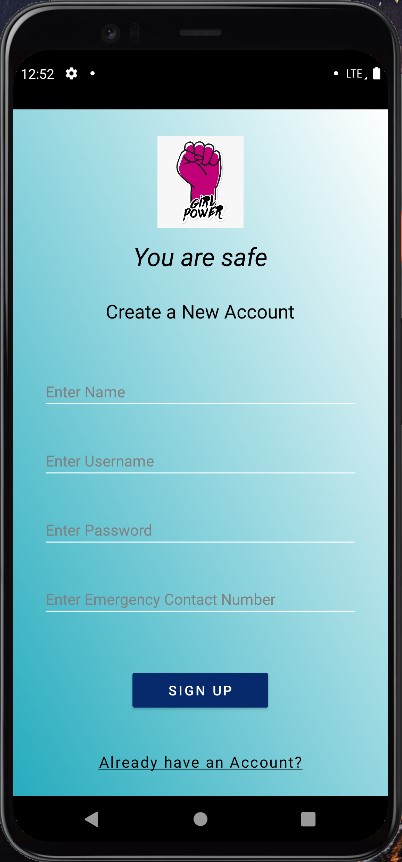 12:52
LTE
GIRL
POWER
You are safe
Create a New Account
Enter Name
Enter Username
Enter Password
Enter Emergency Contact Number
SIGN UP
Already have an Account?